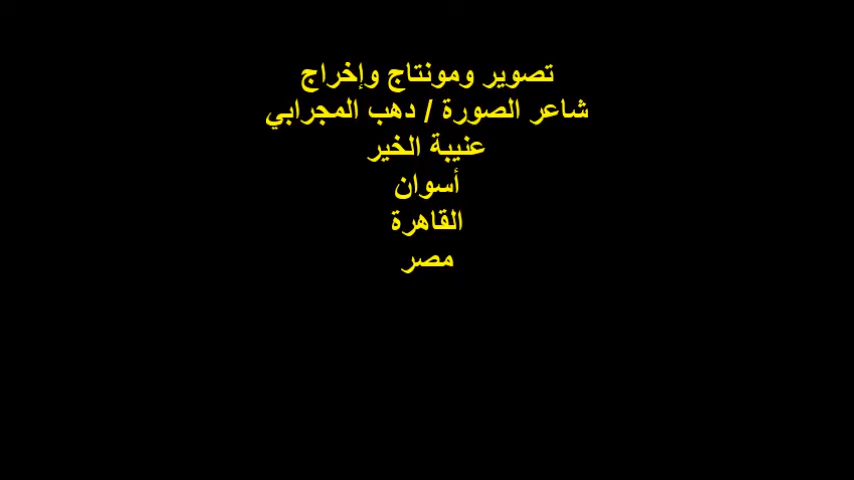 تصوير ومونتاج وإخراج
شاعر الصورة / دهب المجرابي
عنيبة الخير
أسوان
القاهرة
مصر